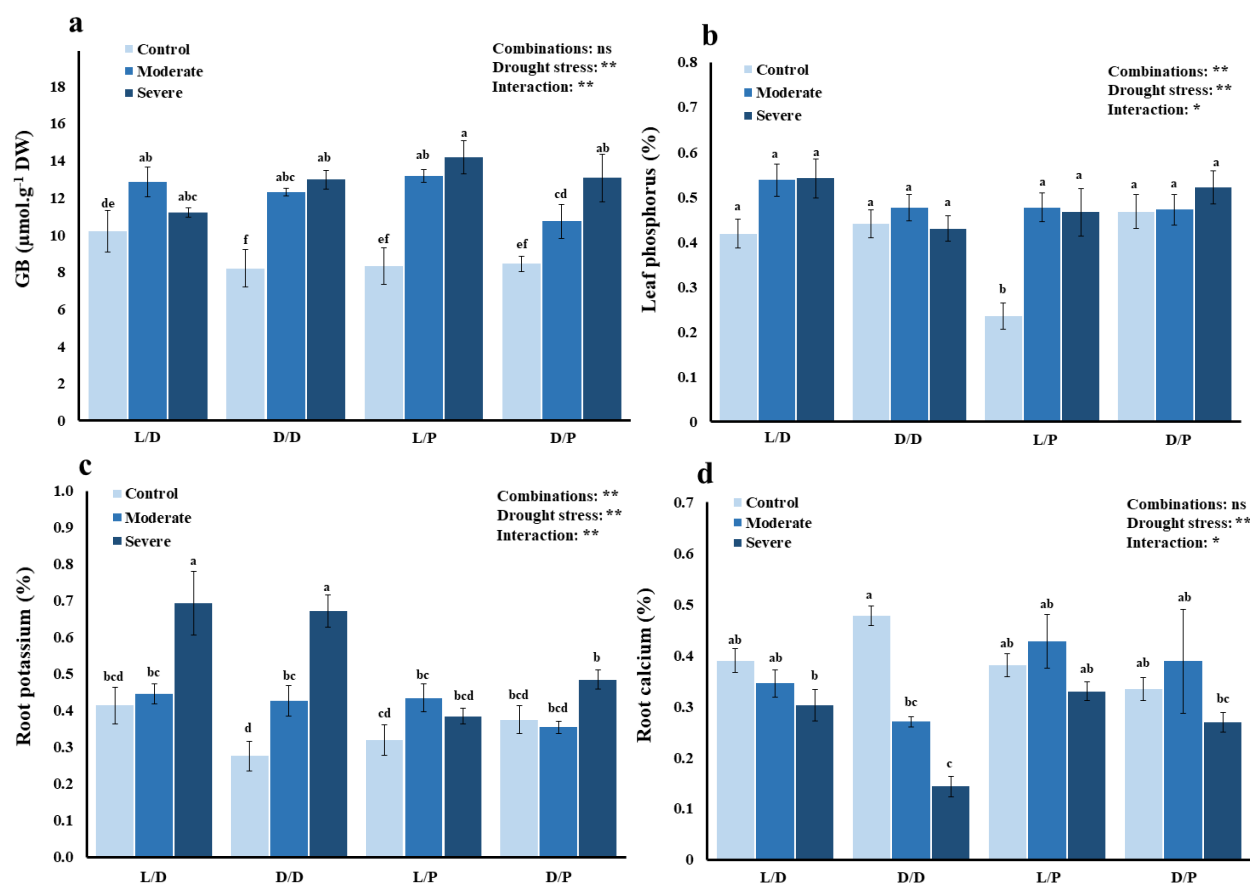 a
Control
Moderate
Severe
Combinations: ns
Drought stress: **
Interaction: **
GB (µmol.g-1 DW)
18
16
14
12
10
8
6
4
2
0
de
ab
abc
f
abc
ab
ef
ab
a
ef
cd
ab
L/D
D/D
L/P
D/P
b
Control
Moderate
Severe
Combinations: **
Drought stress: **
Interaction: *
Leaf phosphorus (%)
0.8
0.7
0.6
0.5
0.4
0.3
0.2
0.1
0
a
a
a
a
a
a
b
a
a
a
a
a
L/D
D/D
L/P
D/P
c
Control
Moderate
Severe
Combinations: **
Drought stress: **
Interaction: **
Root potassium (%)
1.0
0.9
0.8
0.7
0.6
0.5
0.4
0.3
0.2
0.1
0.0
bcd
bc
a
d
bc
a
cd
bc
bcd
bcd
bcd
b
L/D
D/D
L/P
D/P
d
Control
Moderate
Severe
Combinations: ns
Drought stress: **
Interaction: *
Root calcium (%)
0.7
0.6
0.5
0.4
0.3
0.2
0.1
0
ab
ab
b
a
bc
c
ab
ab
ab
ab
ab
bc
L/D
D/D
L/P
D/P